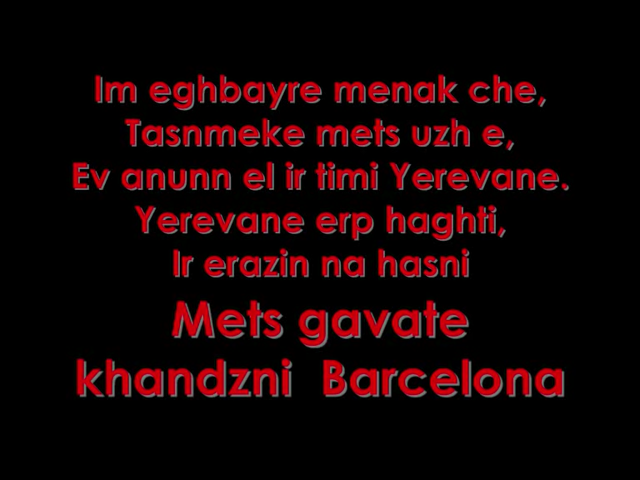 Im eghbayre menak che,
Tasnmeke mets uzh e,
Ev anunn el ir timi Yerevane.
Yerevane erp haghti,
Ir erazin na hasni
Mets gavate
khandzni Barcelona